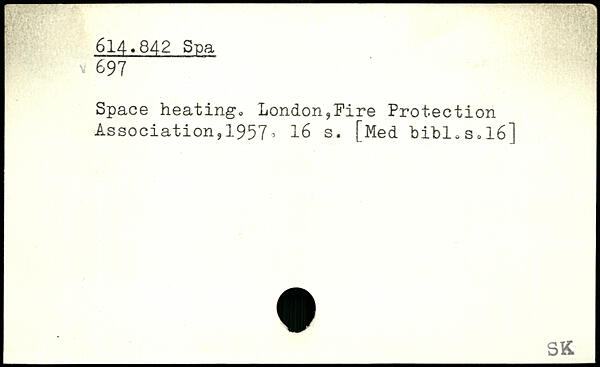 614.842 Spa
v 697
Space heating. London,Fire Protection
Association,1957. 16 s. [Med bibl.s.16]
SK